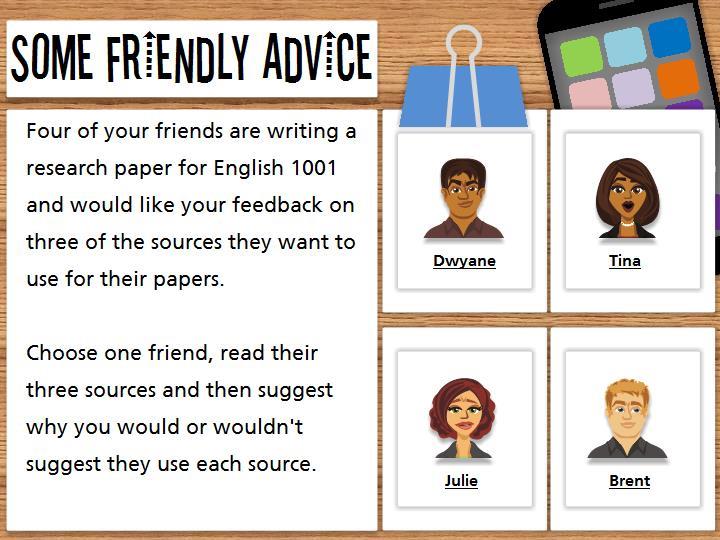 SOME FRIENDLY ADVICE
Four of your friends are writing a
research paper for English 1001
and would like your feedback on
three of the sources they want to
use for their papers.
Choose one friend, read their
three sources and then suggest
why you would or wouldn't
suggest they use each source.
Dwyane
Tina
Julie
Brent